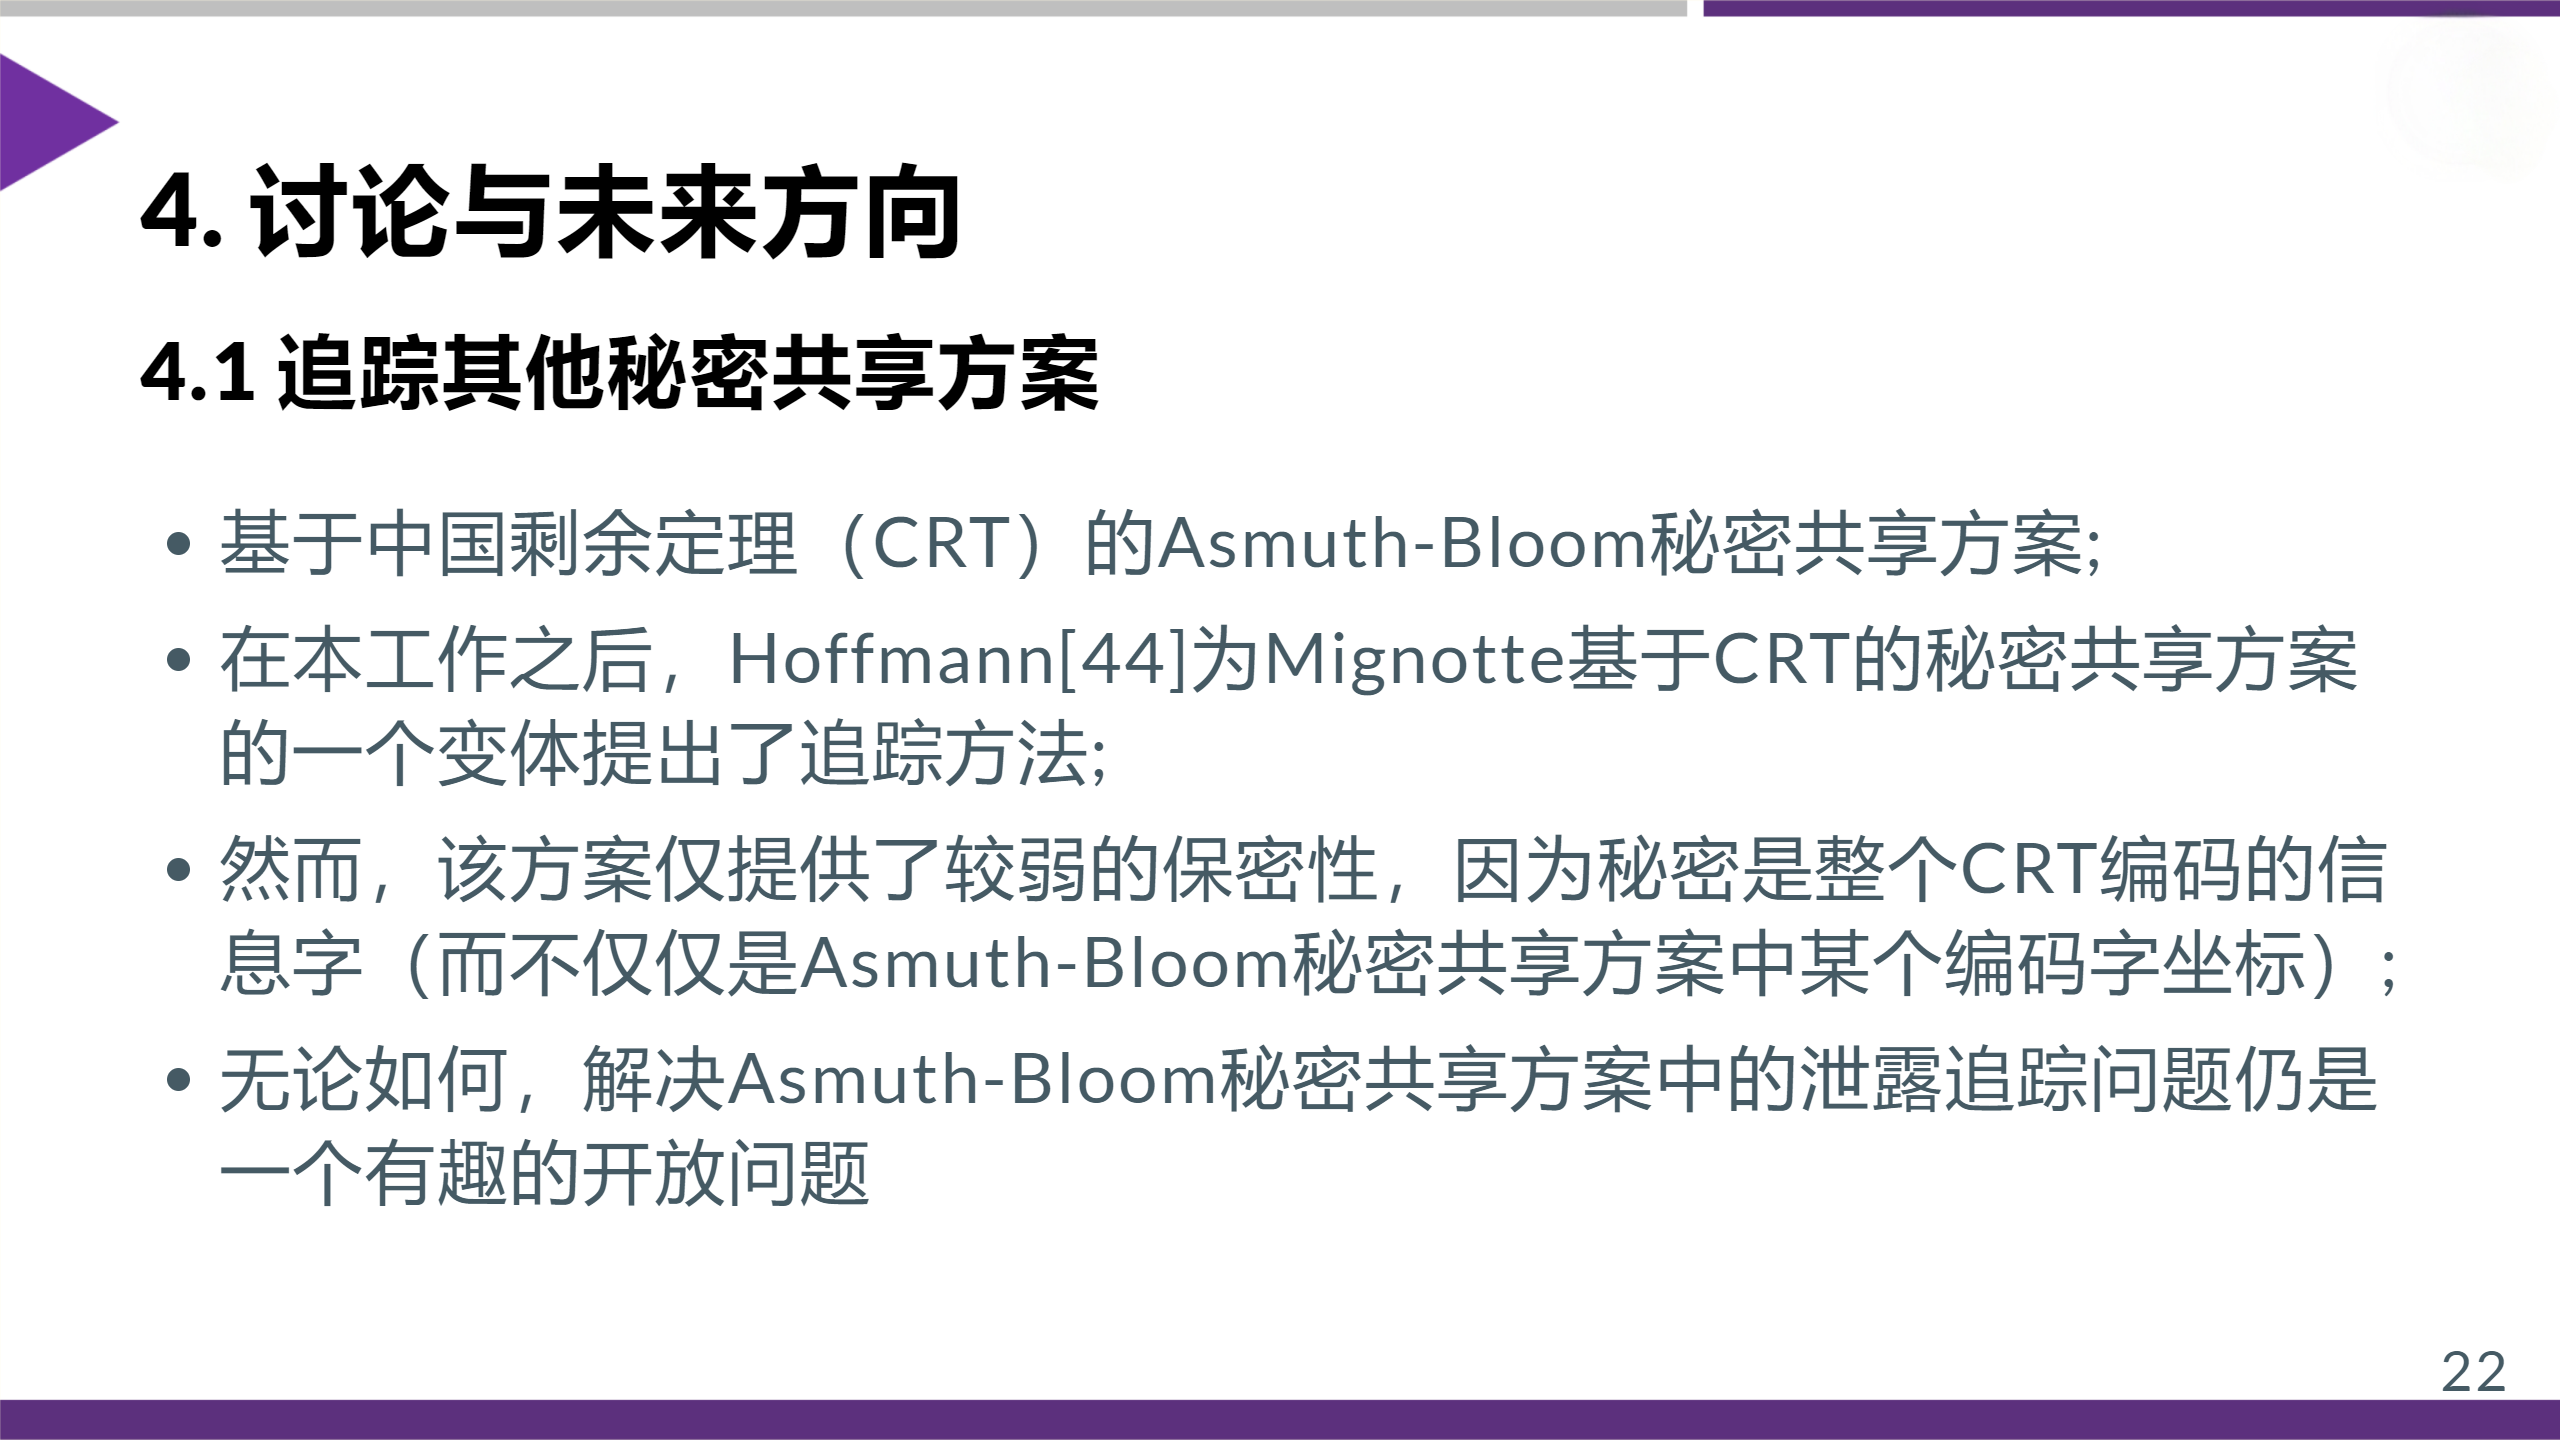 4. 讨论与未来方向
4.1 追踪其他秘密共享方案
• 基于中国剩余定理（CRT）的Asmuth-Bloom秘密共享方案;
• 在本工作之后，Hoffmann[44]为Mignotte基于CRT的秘密共享方案
的一个变体提出了追踪方法;
• 然而，该方案仅提供了较弱的保密性，因为秘密是整个CRT编码的信
息字（而不仅仅是Asmuth-Bloom秘密共享方案中某个编码字坐标）;
• 无论如何，解决Asmuth-Bloom秘密共享方案中的泄露追踪问题仍是
一个有趣的开放问题
22